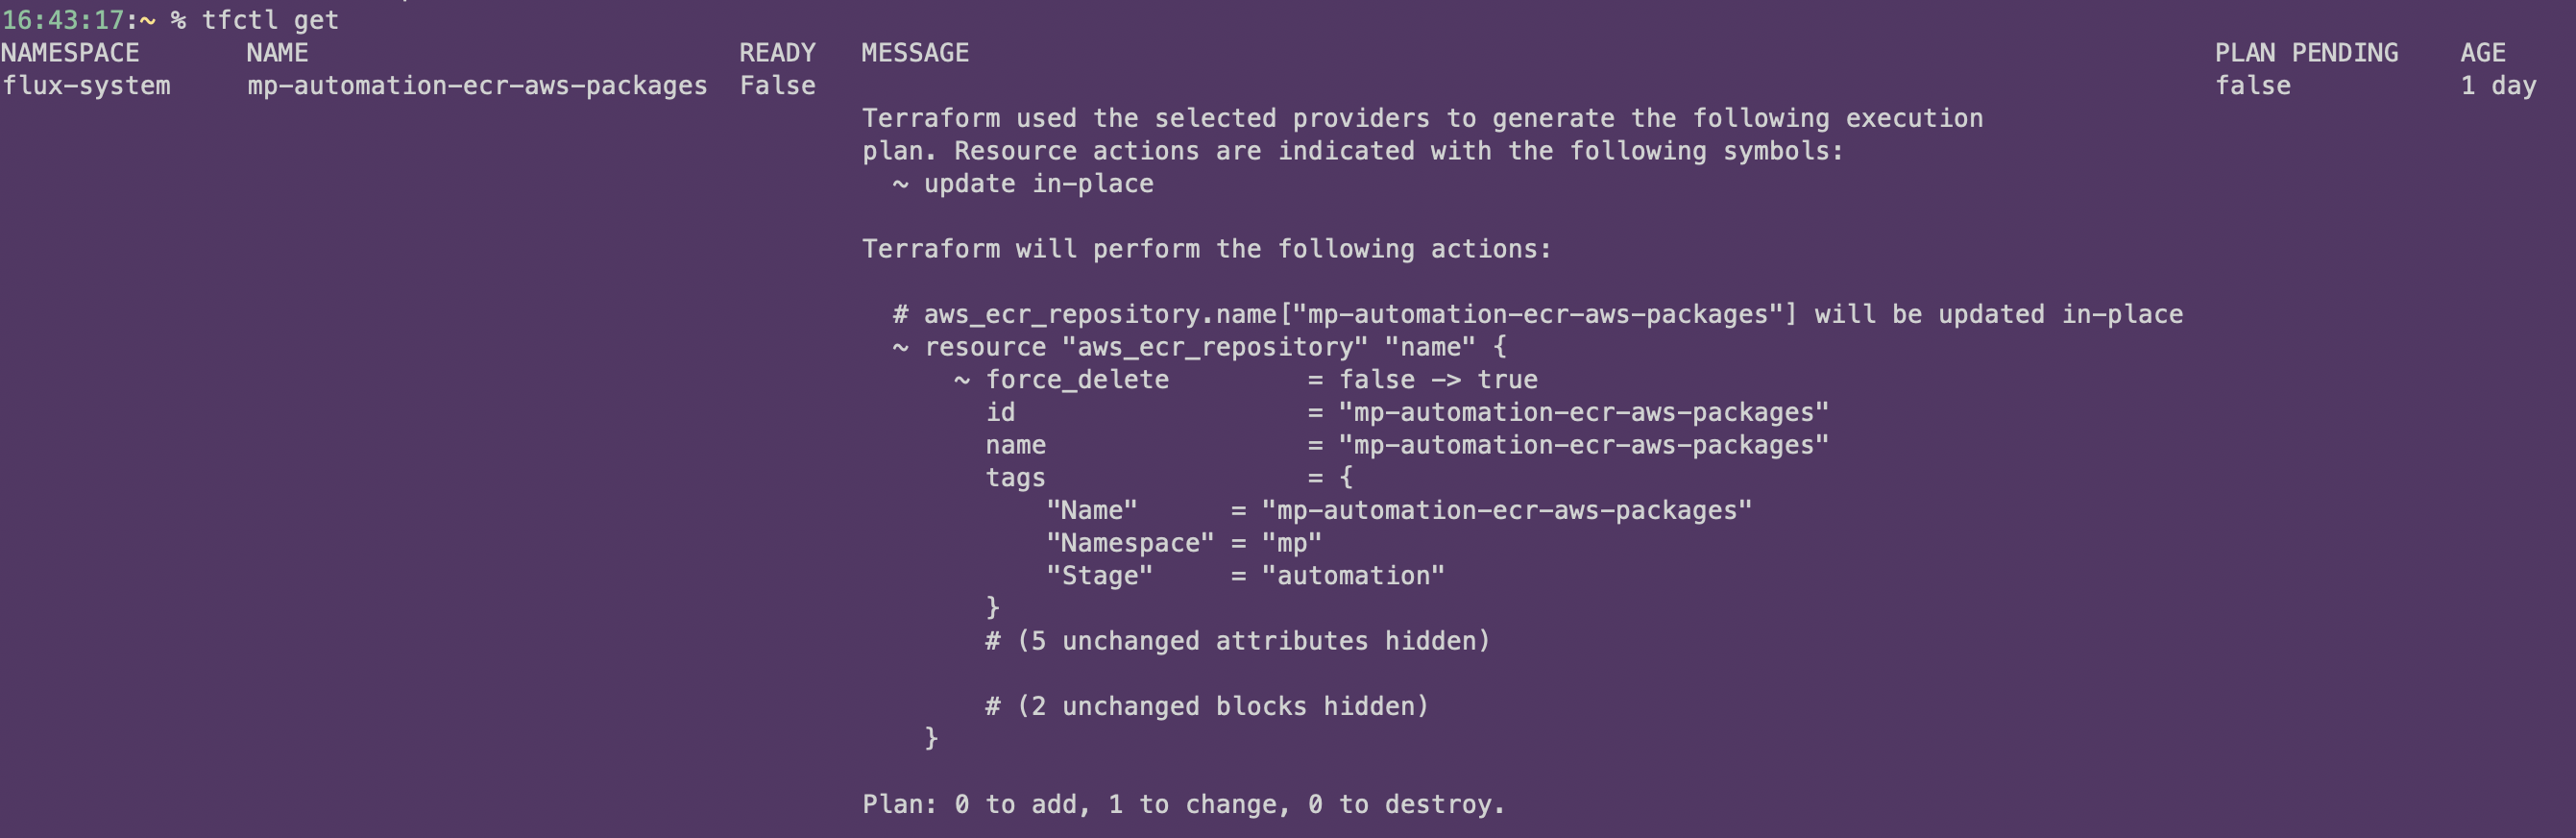 16:43:17:~ % tfctl get
NAMESPACE NAME READY MESSAGE PLAN PENDING AGE
flux-system mp-automation-ecr-aws-packages False false 1 day
Terraform used the selected providers to generate the following execution
plan. Resource actions are indicated with the following symbols:
~ update in-place
Terraform will perform the following actions:
# aws_ecr_repository.name["mp-automation-ecr-aws-packages"] will be updated in-place
~ resource "aws_ecr_repository" "name" {
~ force_delete = false -> true
id = "mp-automation-ecr-aws-packages"
name = "mp-automation-ecr-aws-packages"
tags = {
"Name" = "mp-automation-ecr-aws-packages"
"Namespace" = "mp"
"Stage" = "automation"
}
# (5 unchanged attributes hidden)
# (2 unchanged blocks hidden)
}
Plan: 0 to add, 1 to change, 0 to destroy.